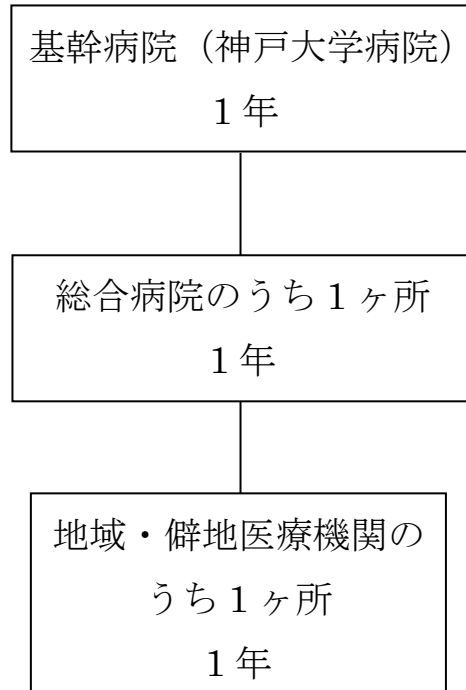 基幹病院（神戸大学病院）
１年
総合病院のうち１ヶ所
１年
地域・僻地医療機関の
うち１ヶ所
１年